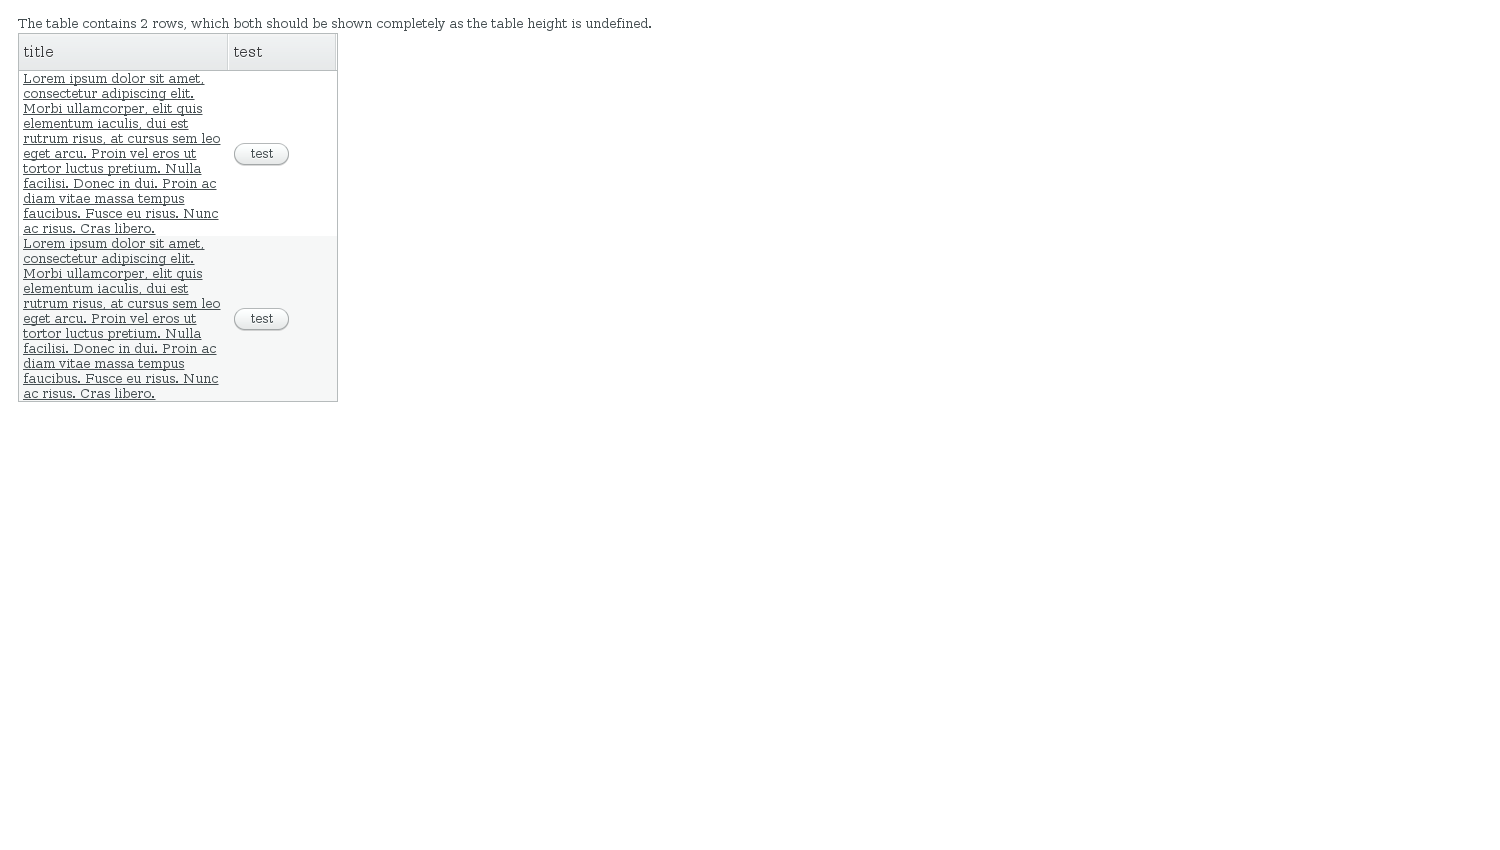 The table contains 2 rows, which both should be shown completely as the table height is undefined.
title test
Lorem ipsum dolor sit amet,
consectetur adipiscing elit.
Morbi ullamcorper, elit quis
elementum iaculis, dui est
rutrum risus, at cursus sem leo
eget arcu. Proin vel eros ut
tortor luctus pretium. Nulla
facilisi. Donec in dui. Proin ac
diam vitae massa tempus
faucibus. Fusce eu risus. Nunc
ac risus. Cras libero.
test
Lorem ipsum dolor sit amet,
consectetur adipiscing elit.
Morbi ullamcorper, elit quis
elementum iaculis, dui est
rutrum risus, at cursus sem leo
eget arcu. Proin vel eros ut
tortor luctus pretium. Nulla
facilisi. Donec in dui. Proin ac
diam vitae massa tempus
faucibus. Fusce eu risus. Nunc
ac risus. Cras libero.
test